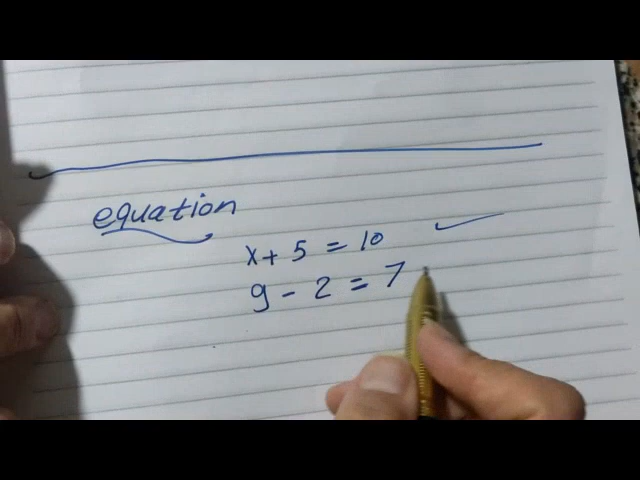 equation
x + 5 = 10
9 - 2 = 7